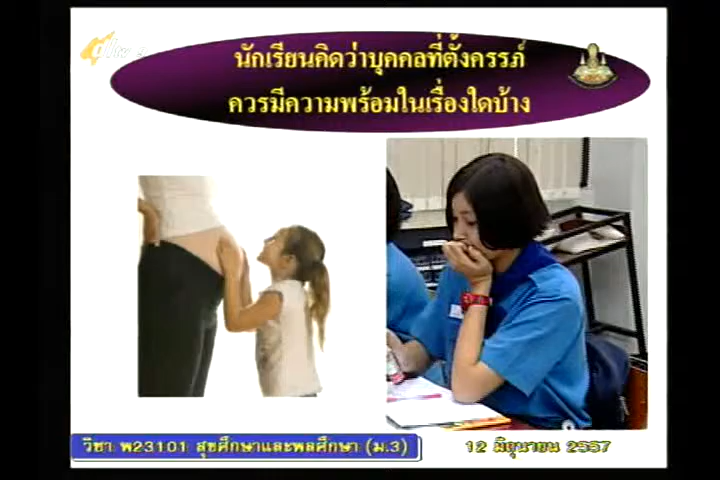 นักเรียนคิดว่าบุคคลที่ตั้งครรภ์
ควรมีความพร้อมในเรื่องใดบ้าง
วิชา พ23101 สุขศึกษาและพลศึกษา (ม.3)
12 มิถุนายน 2557